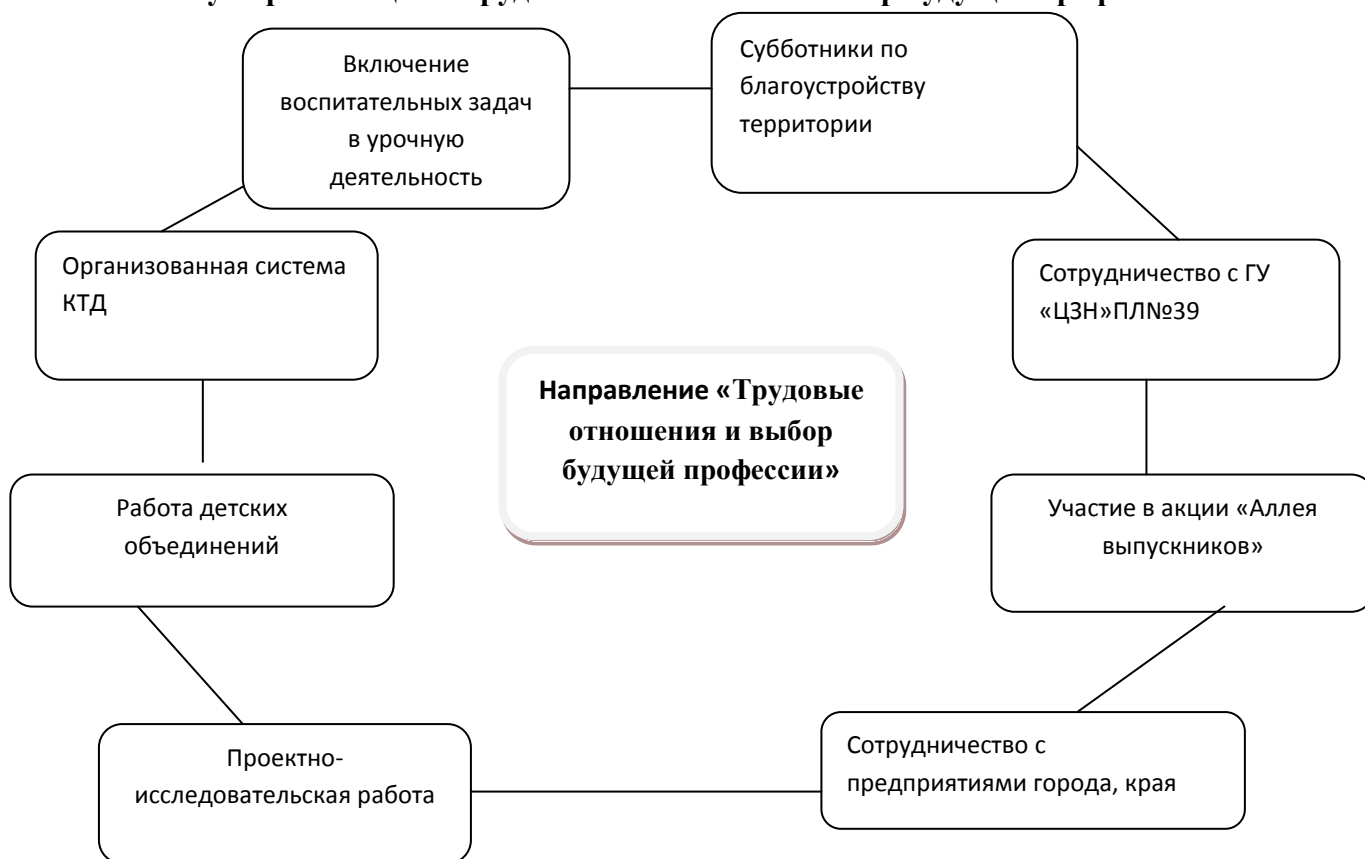 Включение
воспитательных задач
в урочную
деятельность
Субботники по
благоустройству
территории
Организованная система
КТД
Сотрудничество с ГУ
«ЦЗН»ПЛ№39
Направление «Трудовые
отношения и выбор
будущей профессии»
Работа детских
объединений
Участие в акции «Аллея
выпускников»
Проектно-
исследовательская работа
Сотрудничество с
предприятиями города, края